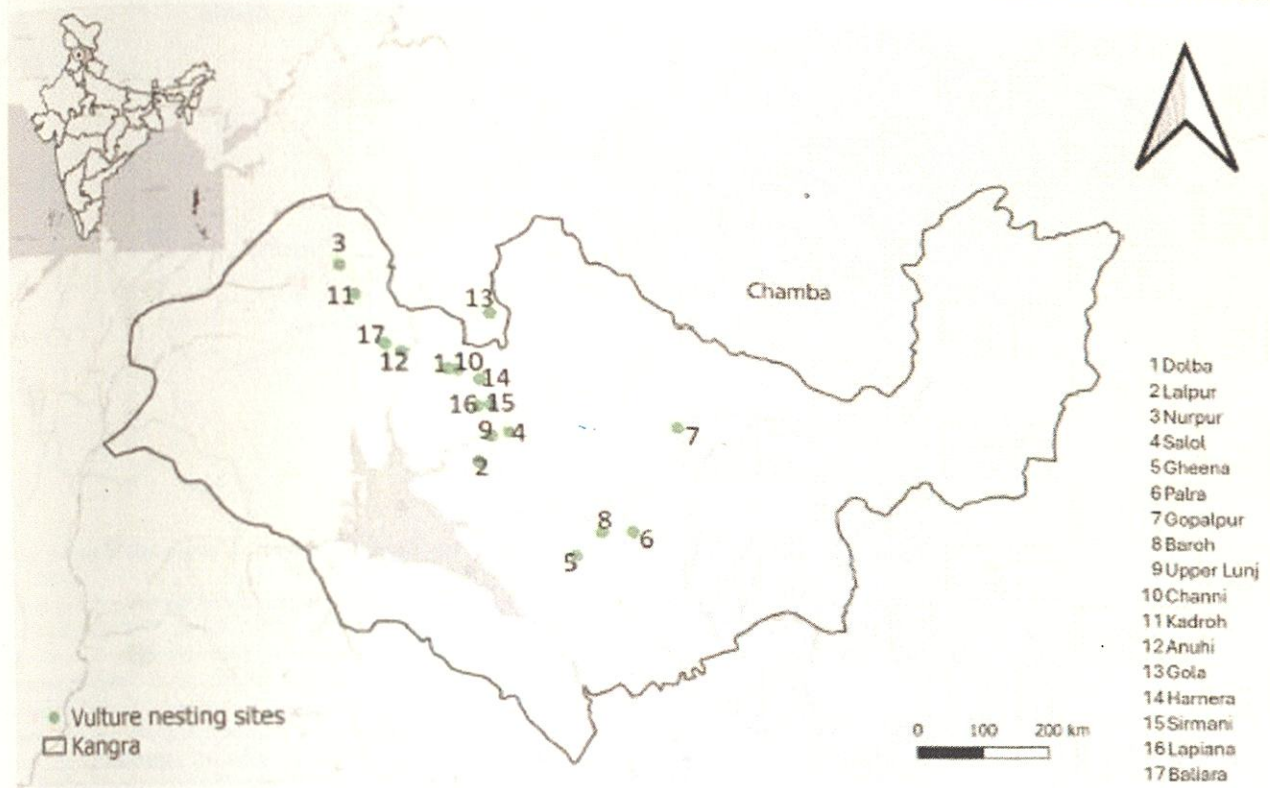 3
Chamba
13
11
17
12
1 10
14
16 15
9 4
7
2
8
6
5
1 Dolba
2 Lalpur
3 Nurpur
4 Salol
5 Gheena
6 Palra
7 Gopalpur
8 Baroh
9 Upper Lunj
10 Channi
11 Kadroh
12 Anuhi
13 Gola
14 Harnera
15 Sirmani
16 Lapiana
17 Baliara
Vulture nesting sites
Kangra
0 100 200 km